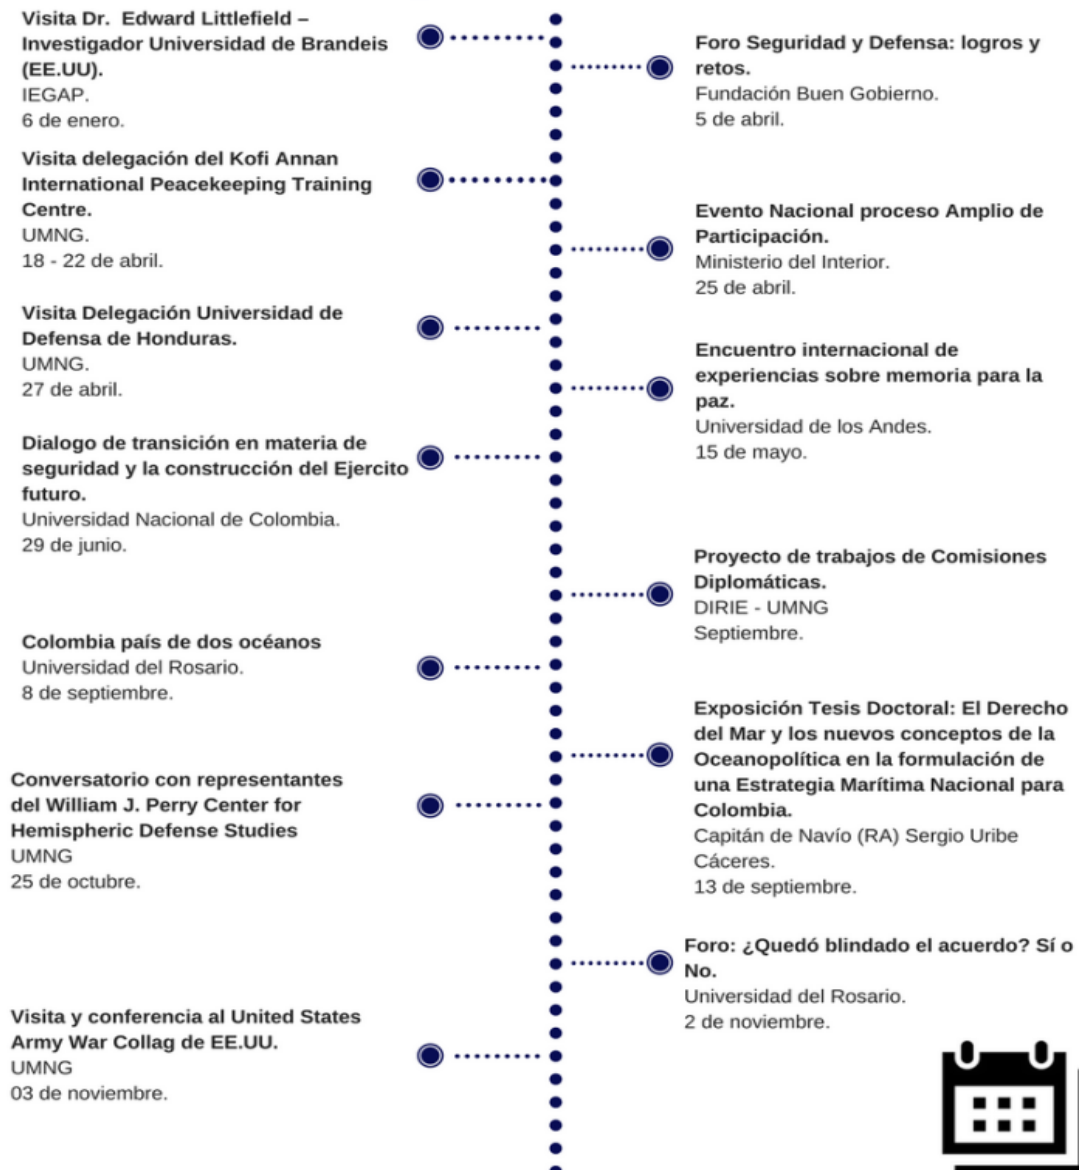 Visita Dr.  Edward Littlefield –
Investigador Universidad de Brandeis
(EE.UU).
IEGAP.
6 de enero.
Foro Seguridad y Defensa: logros y
retos.
Fundación Buen Gobierno.
5 de abril.
Visita delegación del Kofi Annan
International Peacekeeping Training
Centre.
UMNG.
18 - 22 de abril.
Evento Nacional proceso Amplio de
Participación.
Ministerio del Interior.
25 de abril.
Visita Delegación Universidad de
Defensa de Honduras.
UMNG.
27 de abril.
Encuentro internacional de
experiencias sobre memoria para la
paz.
Universidad de los Andes.
15 de mayo.
Dialogo de transición en materia de
seguridad y la construcción del Ejercito
futuro.
Universidad Nacional de Colombia.
29 de junio.
Proyecto de trabajos de Comisiones
Diplomáticas.
DIRIE - UMNG
Septiembre.
Colombia país de dos océanos
Universidad del Rosario.
8 de septiembre.
Exposición Tesis Doctoral: El Derecho
del Mar y los nuevos conceptos de la
Oceanopolítica en la formulación de
una Estrategia Marítima Nacional para
Colombia.
Capitán de Navío (RA) Sergio Uribe
Cáceres.
13 de septiembre.
Conversatorio con representantes
del William J. Perry Center for
Hemispheric Defense Studies
UMNG
25 de octubre.
Foro: ¿Quedó blindado el acuerdo? Sí o
No.
Universidad del Rosario.
2 de noviembre.
Visita y conferencia al United States
Army War Collag de EE.UU.
UMNG
03 de noviembre.